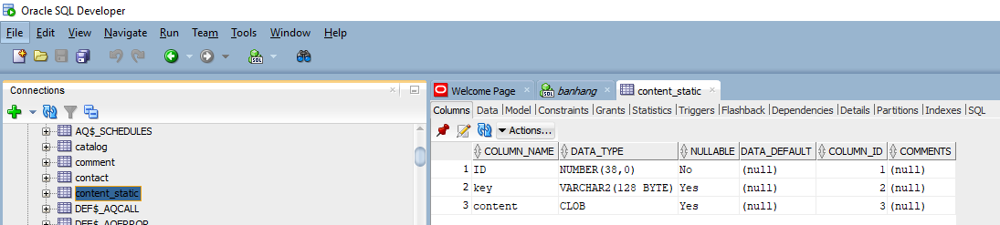 Oracle SQL Developer
File Edit View Navigate Run Team Tools Window Help
Connections
AQ$_SCHEDULES
catalog
comment
contact
content_static
DEF$_AQCALL
DEF$_AQERROR
Welcome Page banhang content_static
Columns Data Model Constraints Grants Statistics Triggers Flashback Dependencies Details Partitions Indexes SQL
Actions...
COLUMN_NAME DATA_TYPE NULLABLE DATA_DEFAULT COLUMN_ID COMMENTS
1 ID NUMBER(38,0) No (null) 1 (null)
2 key VARCHAR2(128 BYTE) Yes (null) 2 (null)
3 content CLOB Yes (null) 3 (null)